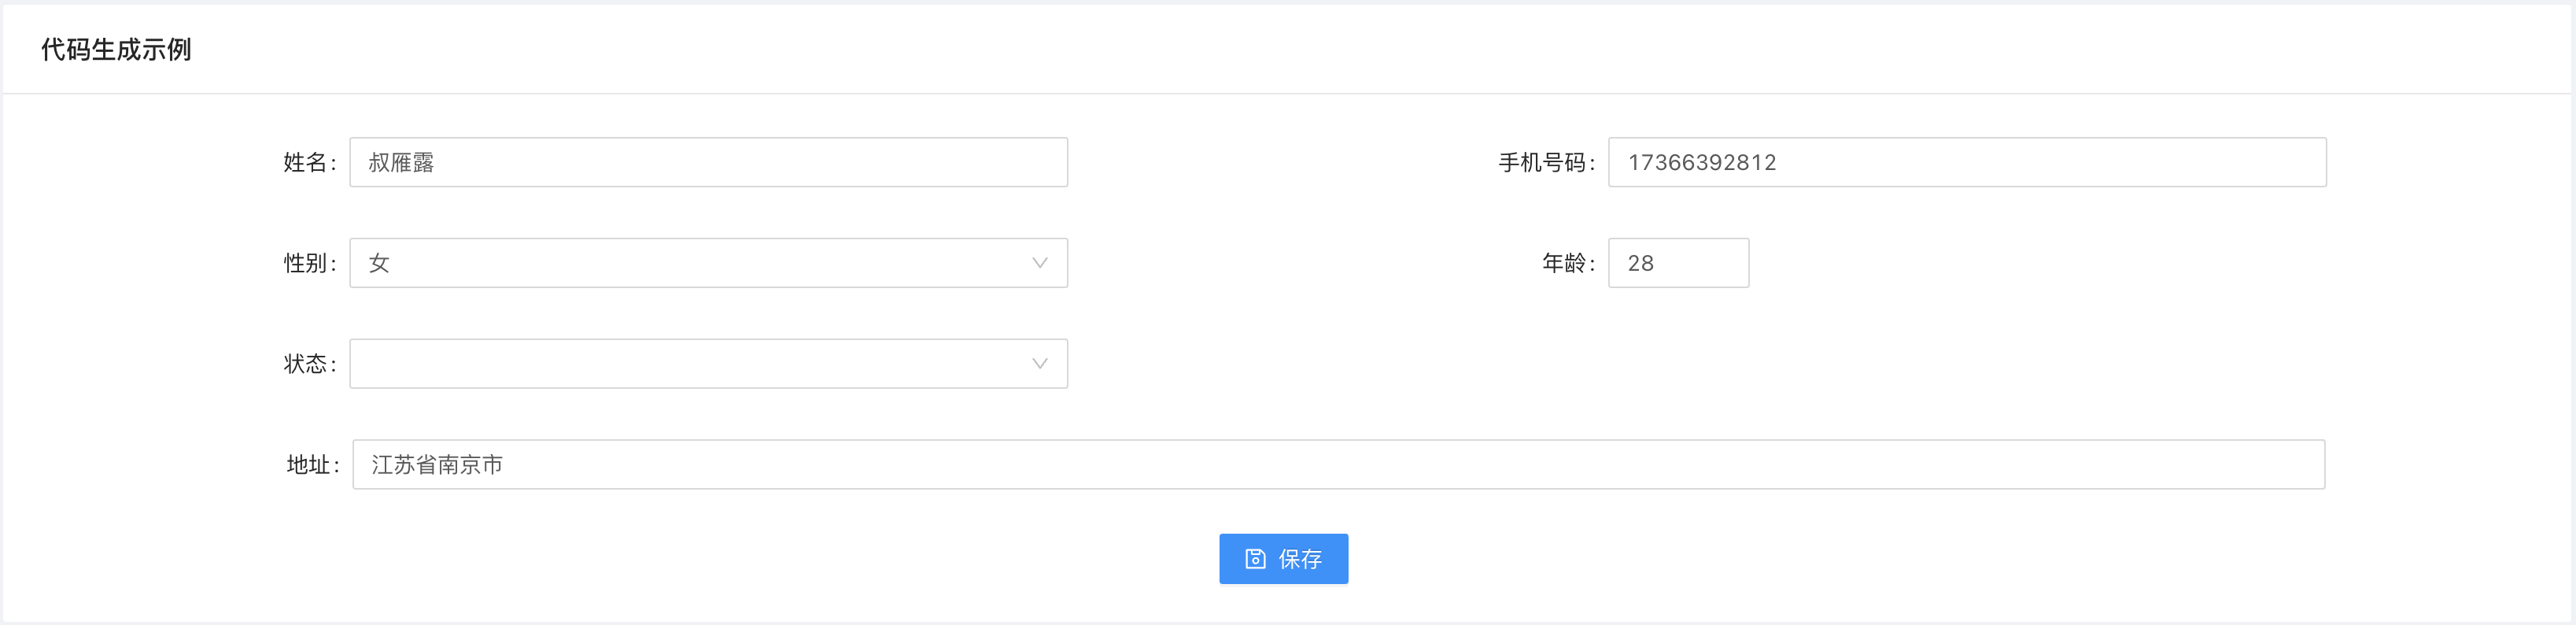 代码生成示例
姓名: 叔雁露 手机号码: 17366392812
性别: 女 年龄: 28
状态:
地址: 江苏省南京市
保存